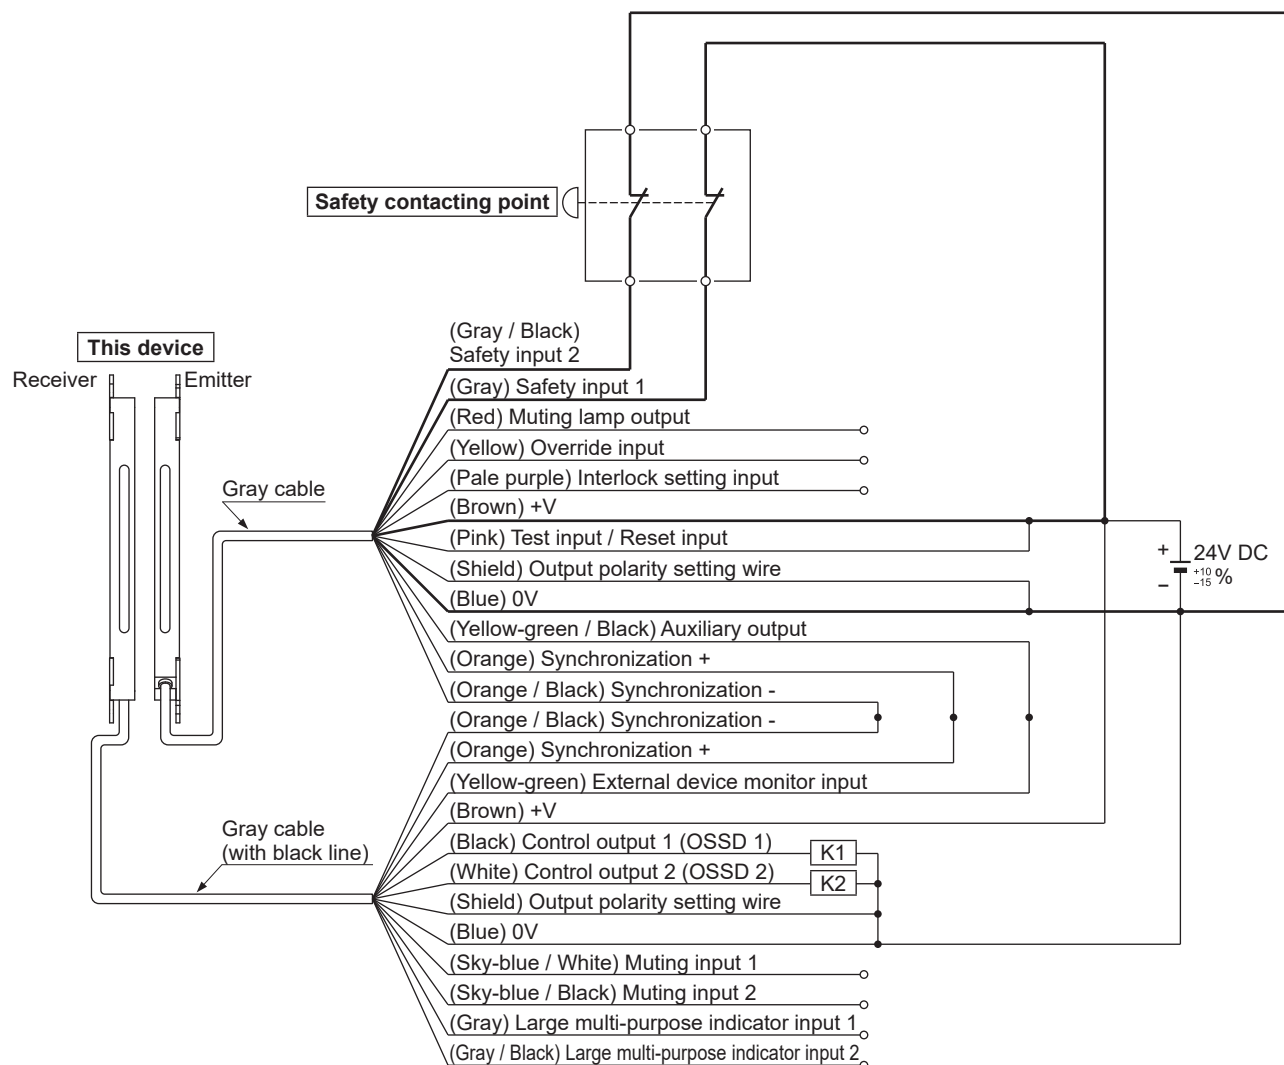 Safety contacting point
(Gray / Black)
Safety input 2
This device
Receiver
Emitter
(Gray) Safety input 1
(Red) Muting lamp output
(Yellow) Override input
(Pale purple) Interlock setting input
Gray cable
(Brown) +V
(Pink) Test input / Reset input
+
24V DC
+10
-15 %
−
(Shield) Output polarity setting wire
(Blue) 0V
(Yellow-green / Black) Auxiliary output
(Orange) Synchronization +
(Orange / Black) Synchronization -
(Orange / Black) Synchronization -
(Orange) Synchronization +
(Yellow-green) External device monitor input
(Brown) +V
Gray cable
(with black line)
(Black) Control output 1 (OSSD 1)
K1
(White) Control output 2 (OSSD 2)
K2
(Shield) Output polarity setting wire
(Blue) 0V
(Sky-blue / White) Muting input 1
(Sky-blue / Black) Muting input 2
(Gray) Large multi-purpose indicator input 1
(Gray / Black) Large multi-purpose indicator input 2